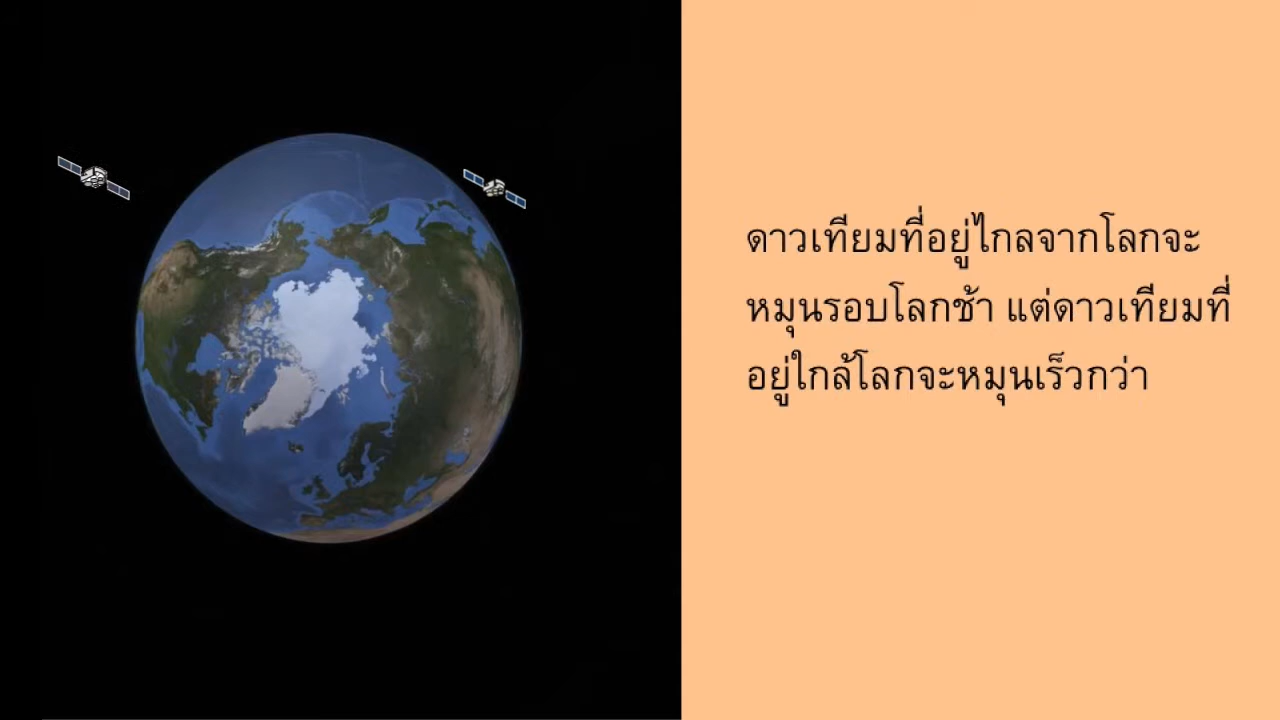 ดาวเทียมที่อยู่ไกลจากโลกจะ
หมุนรอบโลกช้า แต่ดาวเทียมที่
อยู่ใกล้โลกจะหมุนเร็วกว่า